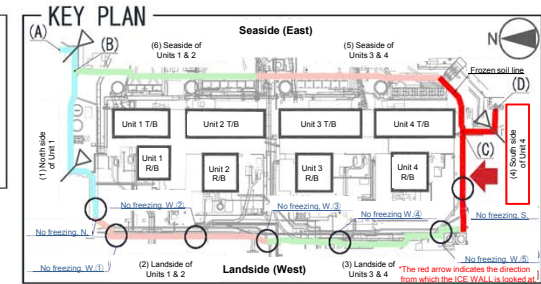 KEY PLAN
(A)
(B)
Seaside (East)
N
(6) Seaside of
Units 1 & 2
(5) Seaside of
Units 3 & 4
Frozen soil line
(D)
(1) North side
of Unit 1
Unit 1 T/B
Unit 2 T/B
Unit 3 T/B
Unit 4 T/B
(C)
(4) South side
of Unit 4
Unit 1
R/B
Unit 2
R/B
Unit 3
R/B
Unit 4
R/B
No freezing, W.②
No freezing, W.③
No freezing W.④
No freezing, S.
No freezing, N.
No freezing, W.①
No freezing, W.⑤
(2) Landside of
Units 1 & 2
Landside (West)
(3) Landside of
Units 3 & 4
*The red arrow indicates the direction
from which the ICE WALL is looked at.